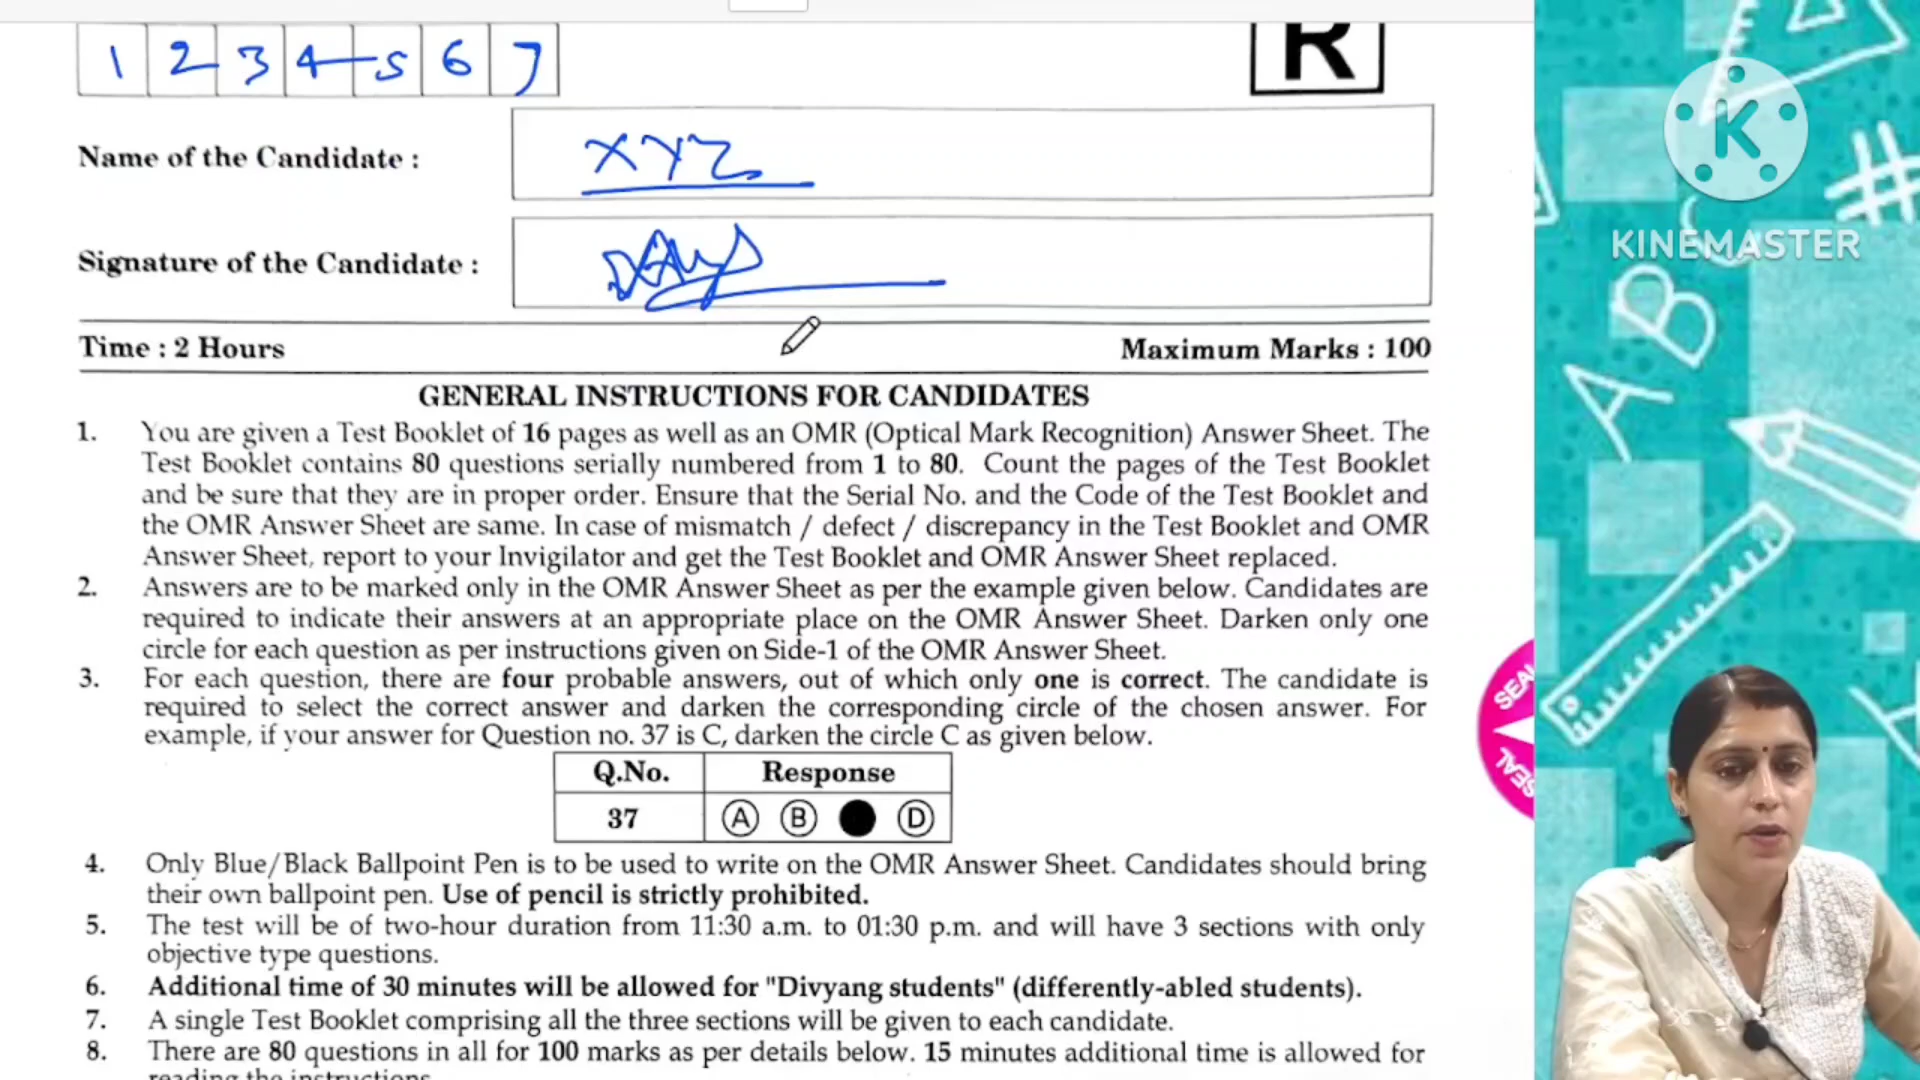 1 2 3 4 5 6 7
R
Name of the Candidate :
XYZ
Signature of the Candidate :
Time : 2 Hours
Maximum Marks : 100
GENERAL INSTRUCTIONS FOR CANDIDATES
1. You are given a Test Booklet of 16 pages as well as an OMR (Optical Mark Recognition) Answer Sheet. The
Test Booklet contains 80 questions serially numbered from 1 to 80. Count the pages of the Test Booklet
and be sure that they are in proper order. Ensure that the Serial No. and the Code of the Test Booklet and
the OMR Answer Sheet are same. In case of mismatch / defect / discrepancy in the Test Booklet and OMR
Answer Sheet, report to your Invigilator and get the Test Booklet and OMR Answer Sheet replaced.
2. Answers are to be marked only in the OMR Answer Sheet as per the example given below. Candidates are
required to indicate their answers at an appropriate place on the OMR Answer Sheet. Darken only one
circle for each question as per instructions given on Side-1 of the OMR Answer Sheet.
3. For each question, there are four probable answers, out of which only one is correct. The candidate is
required to select the correct answer and darken the corresponding circle of the chosen answer. For
example, if your answer for Question no. 37 is C, darken the circle C as given below.
Q.No. Response
37 A B D
4. Only Blue/Black Ballpoint Pen is to be used to write on the OMR Answer Sheet. Candidates should bring
their own ballpoint pen. Use of pencil is strictly prohibited.
5. The test will be of two-hour duration from 11:30 a.m. to 01:30 p.m. and will have 3 sections with only
objective type questions.
6. Additional time of 30 minutes will be allowed for "Divyang students" (differently-abled students).
7. A single Test Booklet comprising all the three sections will be given to each candidate.
8. There are 80 questions in all for 100 marks as per details below. 15 minutes additional time is allowed for
reading the instructions.
SEAL
SEAL
K
KINEMASTER
A B C
#